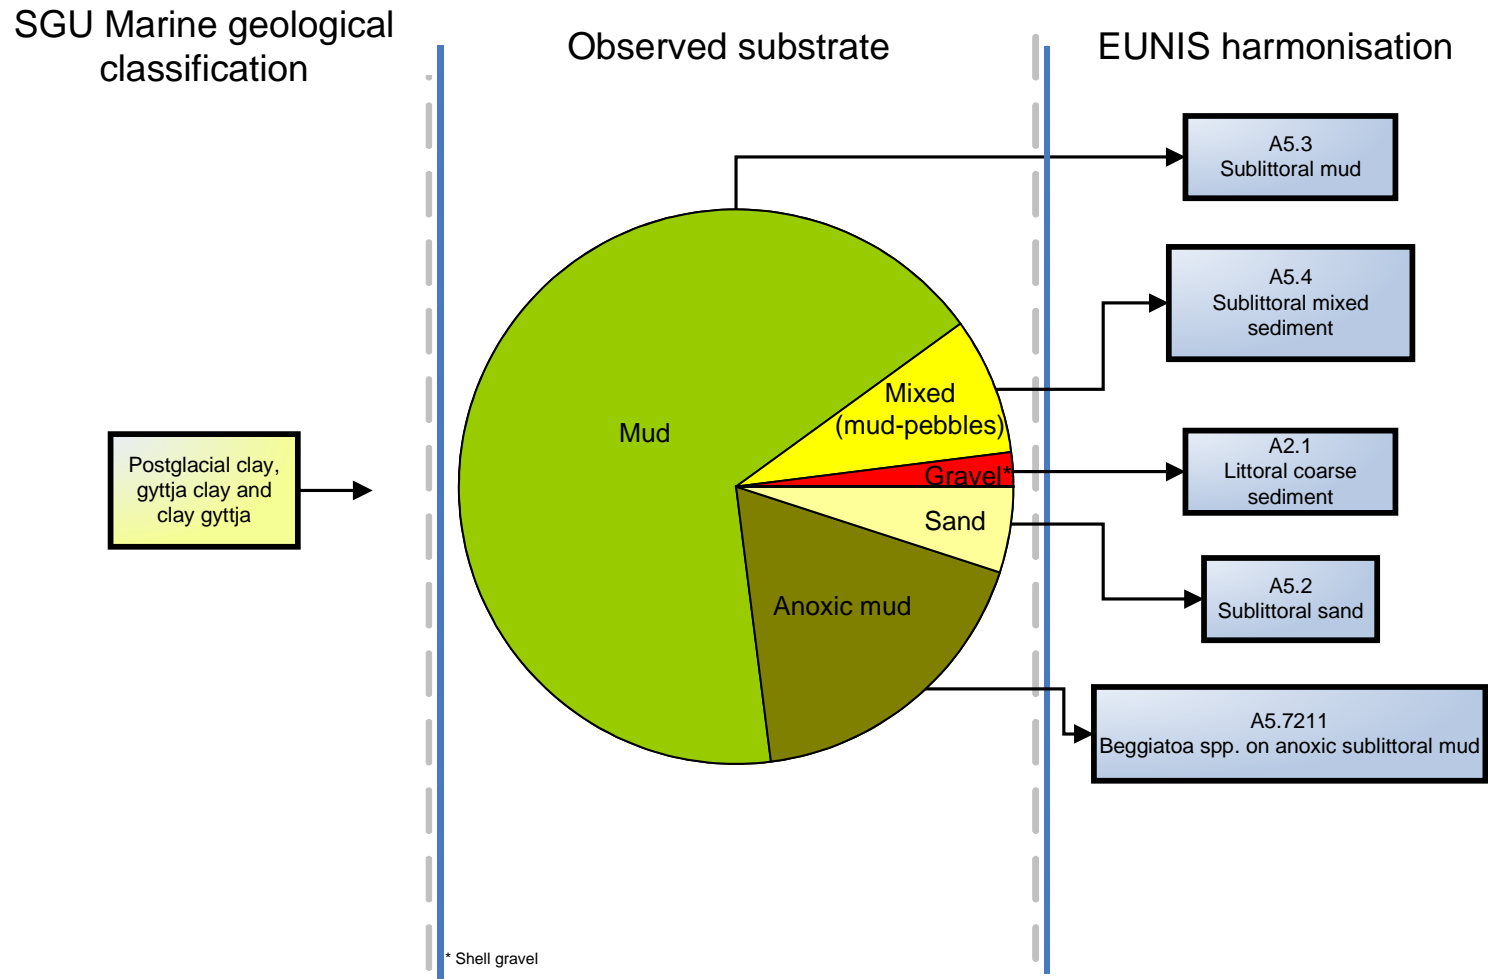 SGU Marine geological
classification
Observed substrate
EUNIS harmonisation
Postglacial clay,
gyttja clay and
clay gyttja
Mud
Mixed
(mud-pebbles)
Gravel*
Sand
Anoxic mud
A5.3
Sublittoral mud
A5.4
Sublittoral mixed
sediment
A2.1
Littoral coarse
sediment
A5.2
Sublittoral sand
A5.7211
Beggiatoa spp. on anoxic sublittoral mud
* Shell gravel